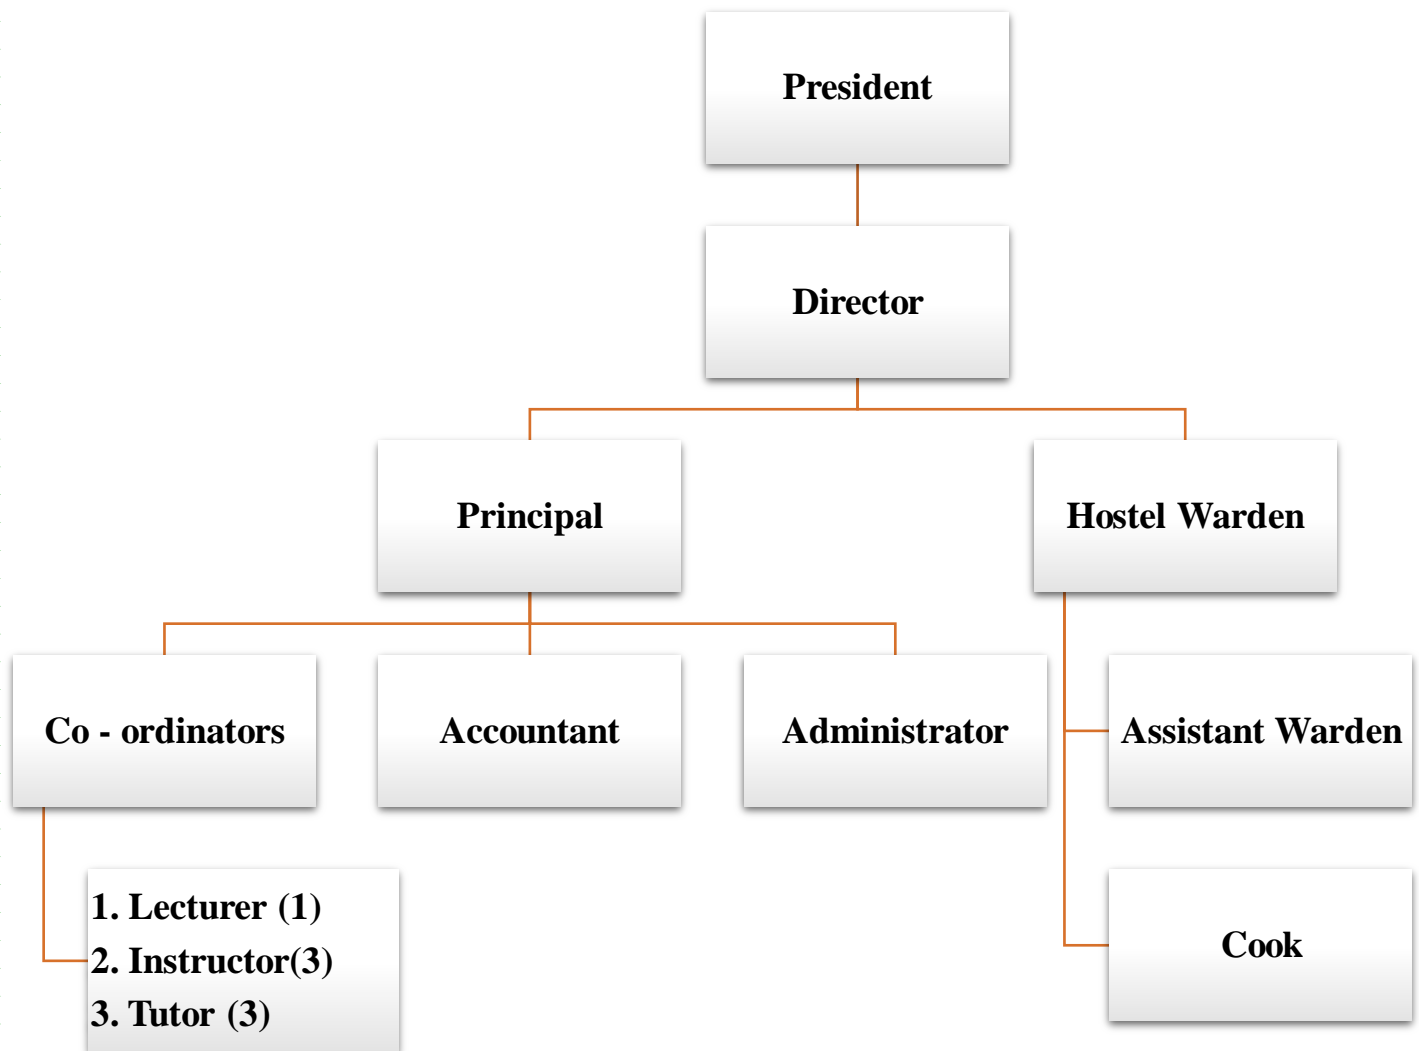 President
Director
Principal
Hostel Warden
Co - ordinators
Accountant
Administrator
Assistant Warden
1. Lecturer (1)
2. Instructor(3)
3. Tutor (3)
Cook